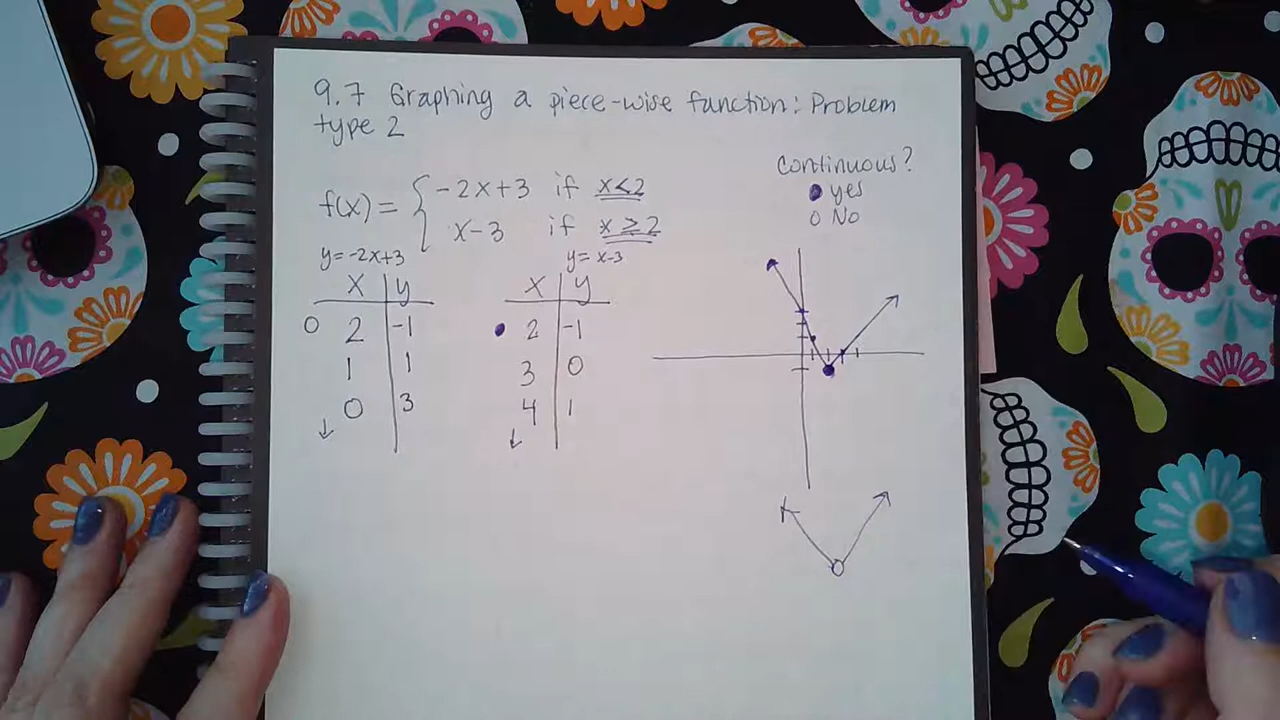 9.7 Graphing a piece-wise function: Problem
type 2
Continuous?
yes
No
f(x) = { -2x+3 if x<2
x-3 if x ≥ 2
y=-2x+3
x y
0 2 -1
1 1
0 3
↓
y= x-3
x y
• 2 -1
3 0
4 1
↓